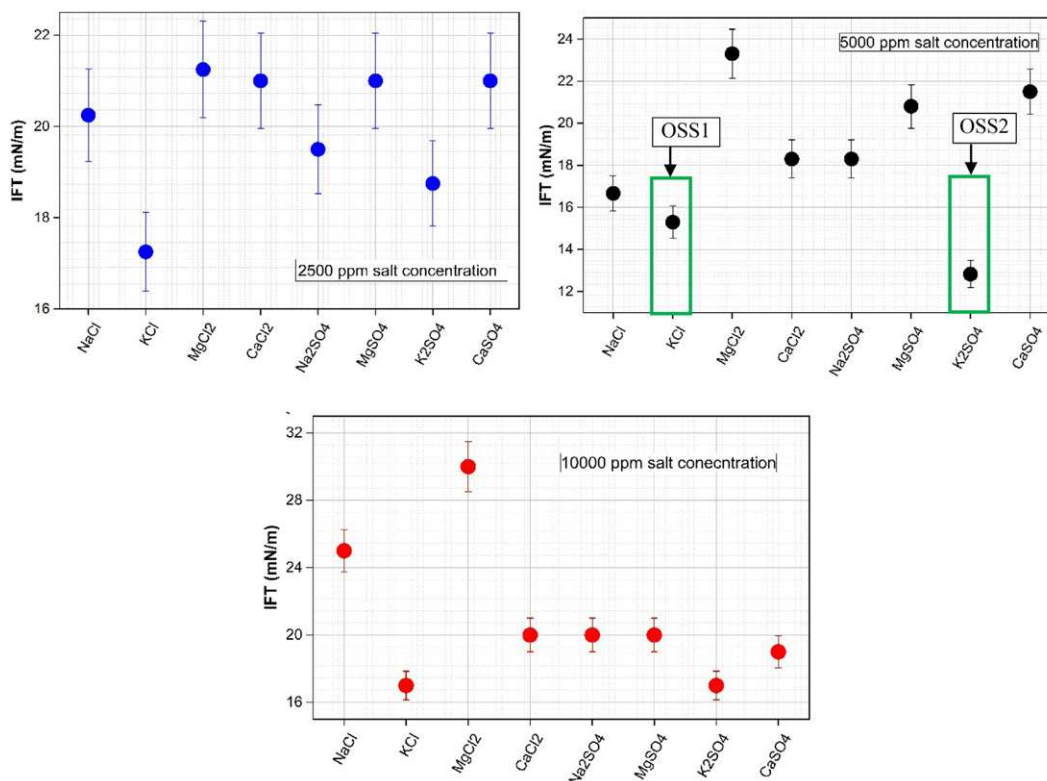 22
20
18
16
IFT (mN/m)
2500 ppm salt concentration
NaCl
KCl
MgCl2
CaCl2
Na2SO4
MgSO4
K2SO4
CaSO4
24
22
20
18
16
14
12
IFT (mN/m)
5000 ppm salt concentration
OSS1
OSS2
NaCl
KCl
MgCl2
CaCl2
Na2SO4
MgSO4
K2SO4
CaSO4
32
28
24
20
16
IFT (mN/m)
10000 ppm salt conecntration
NaCl
KCl
MgCl2
CaCl2
Na2SO4
MgSO4
K2SO4
CaSO4